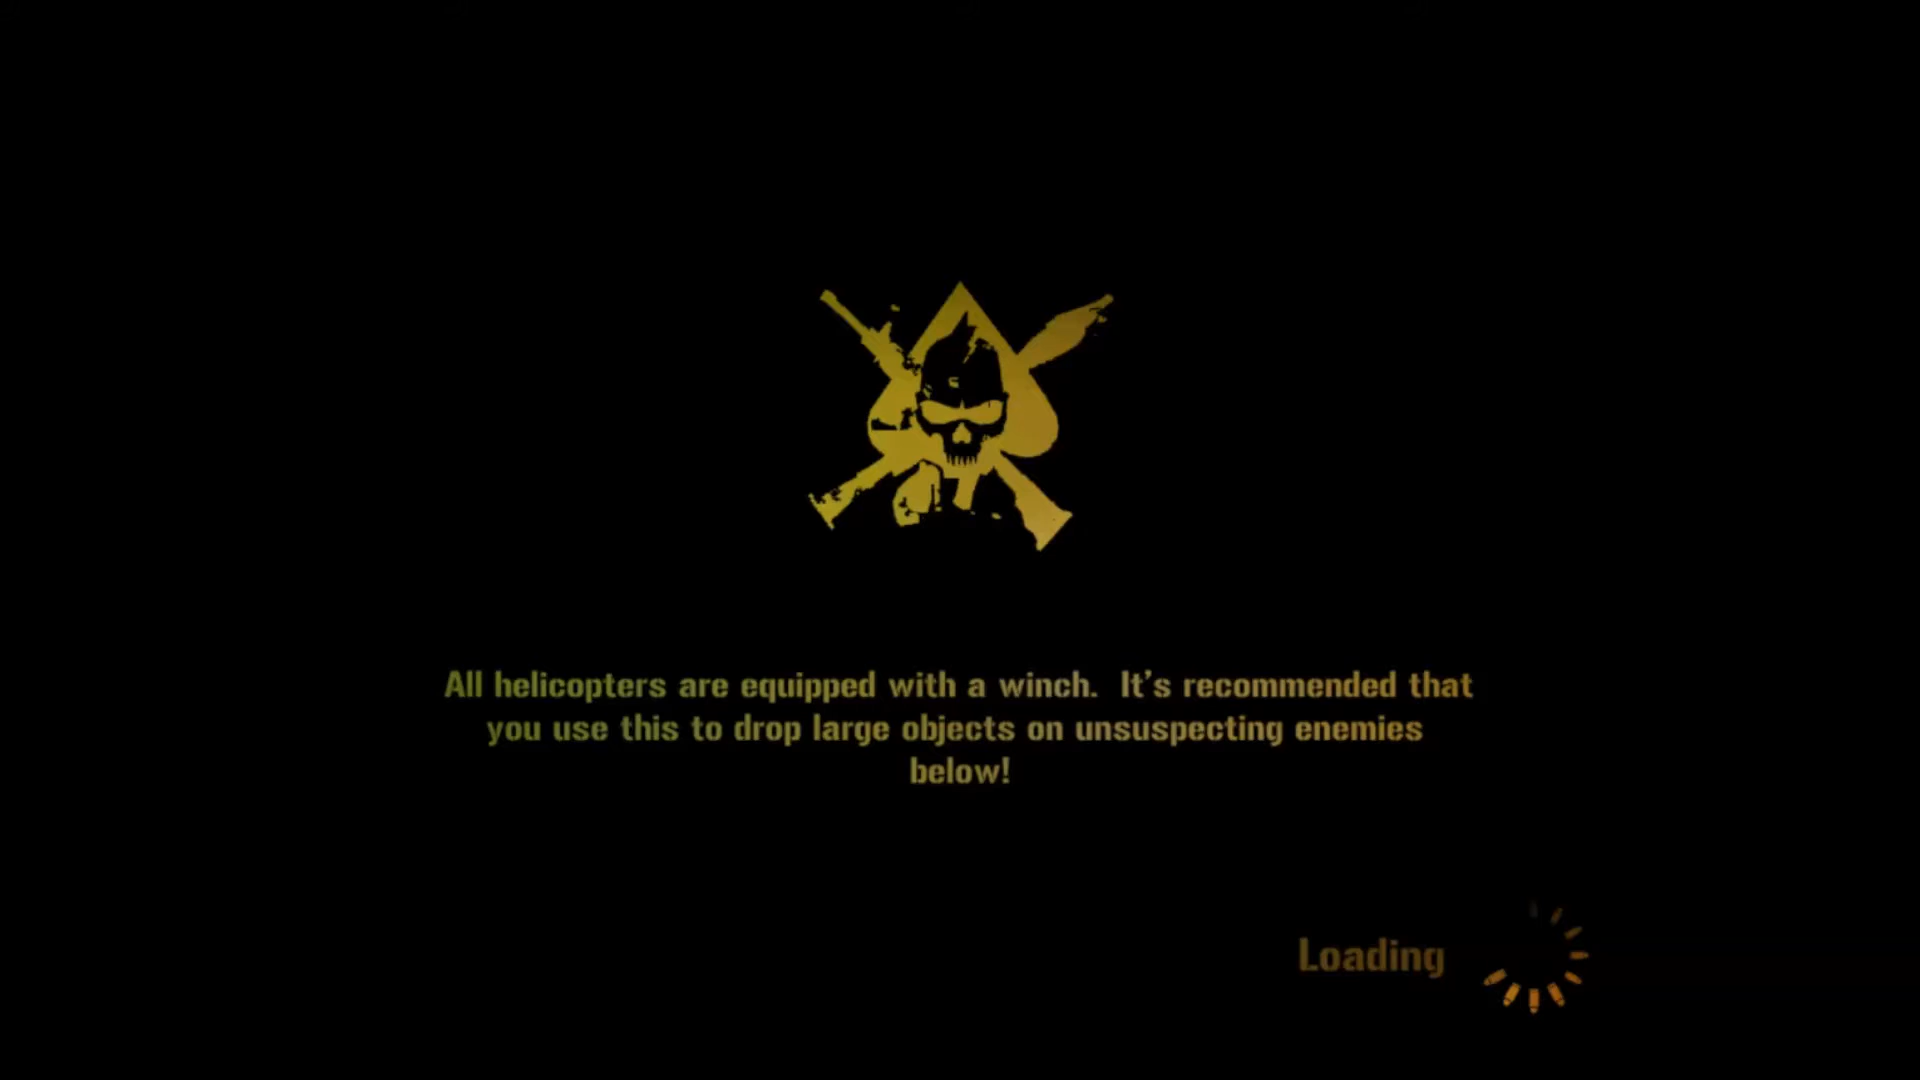 All helicopters are equipped with a winch.  It's recommended that
you use this to drop large objects on unsuspecting enemies
below!
Loading